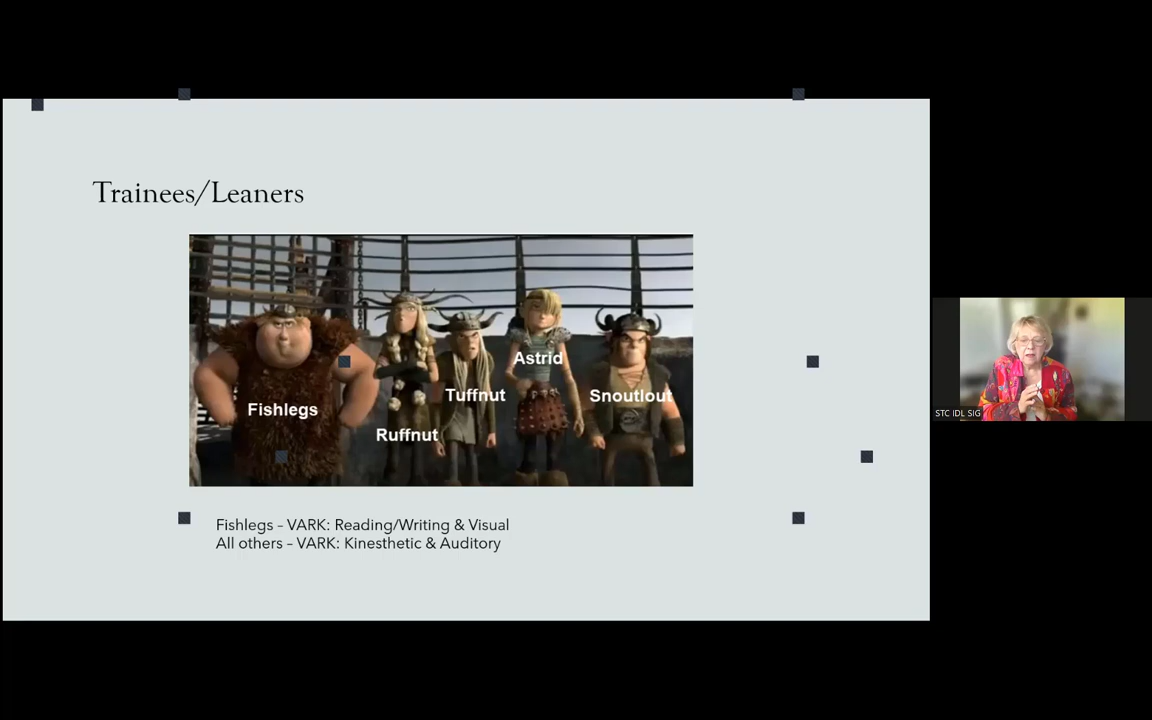 Trainees/Leaners
Fishlegs
Ruffnut
Tuffnut
Astrid
Snoutlout
Fishlegs – VARK: Reading/Writing & Visual
All others – VARK: Kinesthetic & Auditory
STC IDL SIG